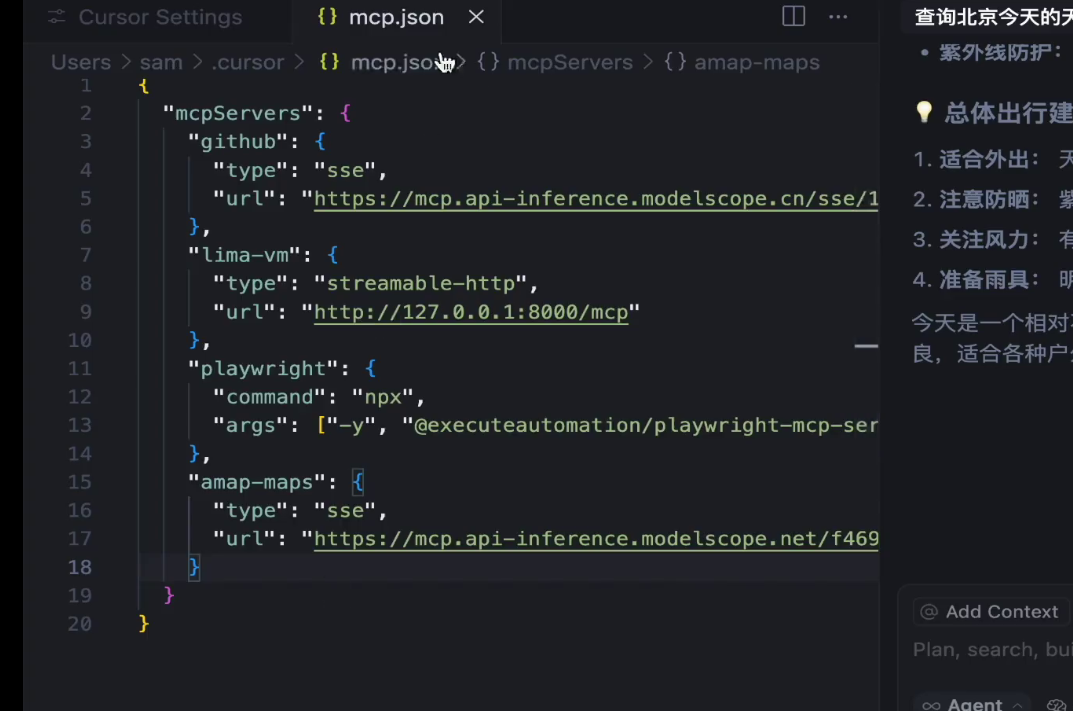 Cursor Settings
{} mcp.json
Users > sam > .cursor > {} mcp.json > {} mcpServers > {} amap-maps
1 {
2 "mcpServers": {
3 "github": {
4 "type": "sse",
5 "url": "https://mcp.api-inference.modelscope.cn/sse/1
6 },
7 "lima-vm": {
8 "type": "streamable-http",
9 "url": "http://127.0.0.1:8000/mcp"
10 },
11 "playwright": {
12 "command": "npx",
13 "args": ["-y", "@executeautomation/playwright-mcp-ser
14 },
15 "amap-maps": {
16 "type": "sse",
17 "url": "https://mcp.api-inference.modelscope.net/f469
18 }
19 }
20 }
查询北京今天的天
• 紫外线防护：
💡 总体出行建
1. 适合外出： 天
2. 注意防晒： 紫
3. 关注风力： 有
4. 准备雨具： 明
今天是一个相对
良，适合各种户
@ Add Context
Plan, search, bui
∞ Agent